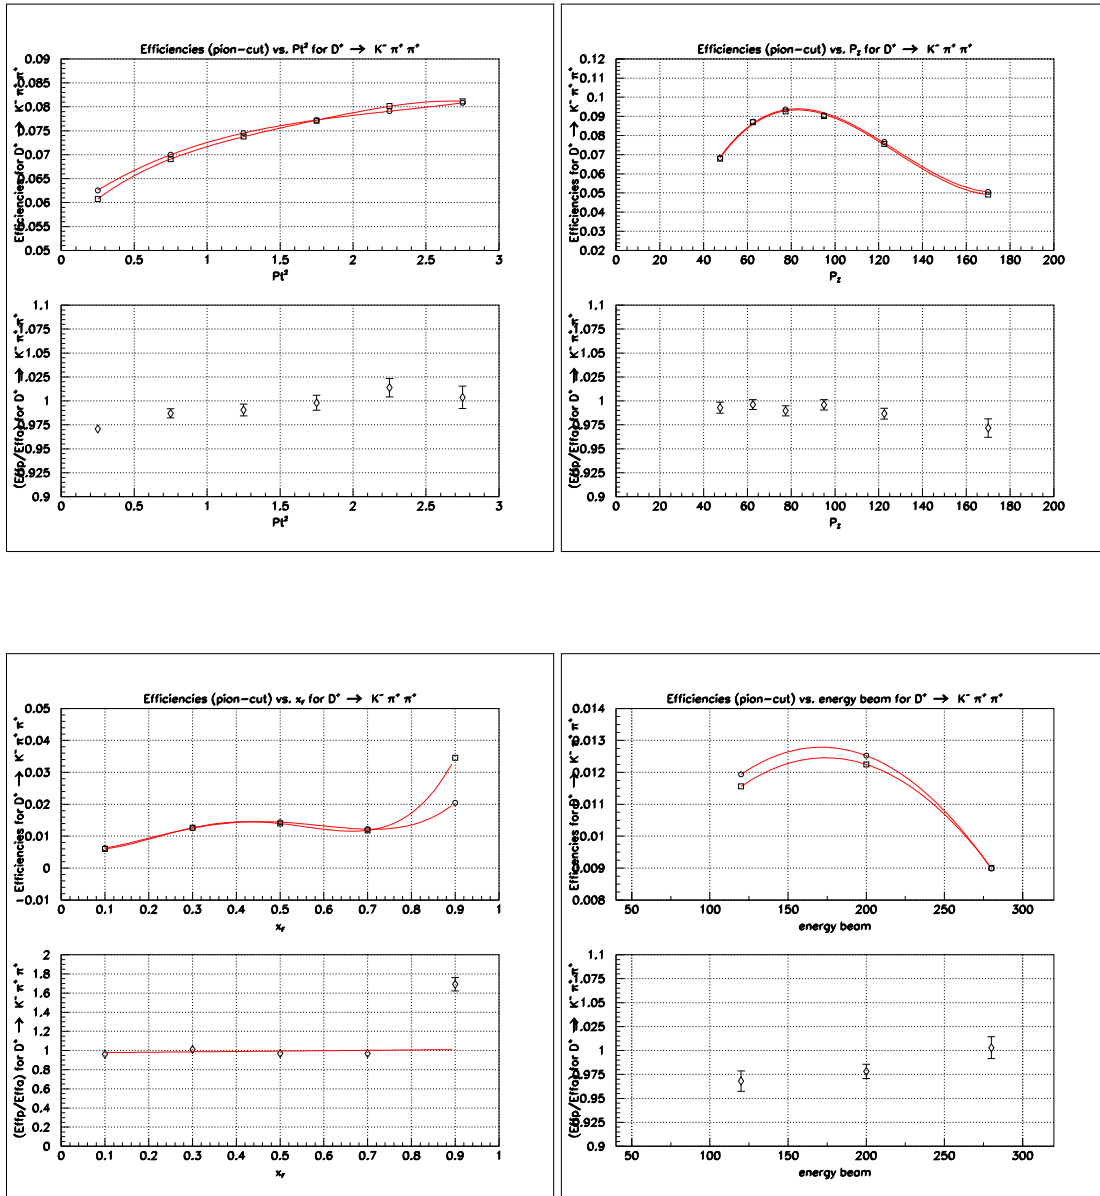 Efficiencies (pion-cut) vs. Pt² for D⁺ → K⁻ π⁺ π⁺
Efficiencies for D⁺ → K⁻ π⁺ π⁺
0.09
0.085
0.08
0.075
0.07
0.065
0.06
0.055
0.05
0 0.5 1 1.5 2 2.5 3
Pt²
(Effp/Effa) for D⁺ → K⁻ π⁺ π⁺
1.1
1.075
1.05
1.025
1
0.975
0.95
0.925
0.9
0 0.5 1 1.5 2 2.5 3
Pt²
Efficiencies (pion-cut) vs. P_z for D⁺ → K⁻ π⁺ π⁺
Efficiencies for D⁺ → K⁻ π⁺ π⁺
0.12
0.11
0.1
0.09
0.08
0.07
0.06
0.05
0.04
0.03
0.02
0 20 40 60 80 100 120 140 160 180 200
P_z
(Effp/Effa) for D⁺ → K⁻ π⁺ π⁺
1.1
1.075
1.05
1.025
1
0.975
0.95
0.925
0.9
0 20 40 60 80 100 120 140 160 180 200
P_z
Efficiencies (pion-cut) vs. x_f for D⁺ → K⁻ π⁺ π⁺
Efficiencies for D⁺ → K⁻ π⁺ π⁺
0.05
0.04
0.03
0.02
0.01
0
-0.01
0 0.1 0.2 0.3 0.4 0.5 0.6 0.7 0.8 0.9 1
x_f
(Effp/Effa) for D⁺ → K⁻ π⁺ π⁺
2
1.8
1.6
1.4
1.2
1
0.8
0.6
0.4
0.2
0
0 0.1 0.2 0.3 0.4 0.5 0.6 0.7 0.8 0.9 1
x_f
Efficiencies (pion-cut) vs. energy beam for D⁺ → K⁻ π⁺ π⁺
Efficencies for D⁺ → K⁻ π⁺ π⁺
0.014
0.013
0.012
0.011
0.01
0.009
0.008
50 100 150 200 250 300
energy beam
(Effp/Effa) for D⁺ → K⁻ π⁺ π⁺
1.1
1.075
1.05
1.025
1
0.975
0.95
0.925
0.9
50 100 150 200 250 300
energy beam